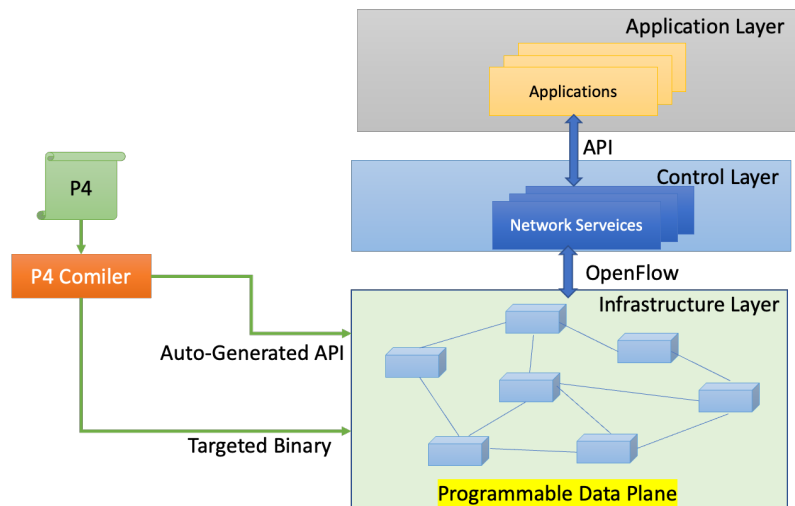 Application Layer
Applications
API
Control Layer
P4
Network Serveices
P4 Comiler
OpenFlow
Infrastructure Layer
Auto-Generated API
Targeted Binary
Programmable Data Plane